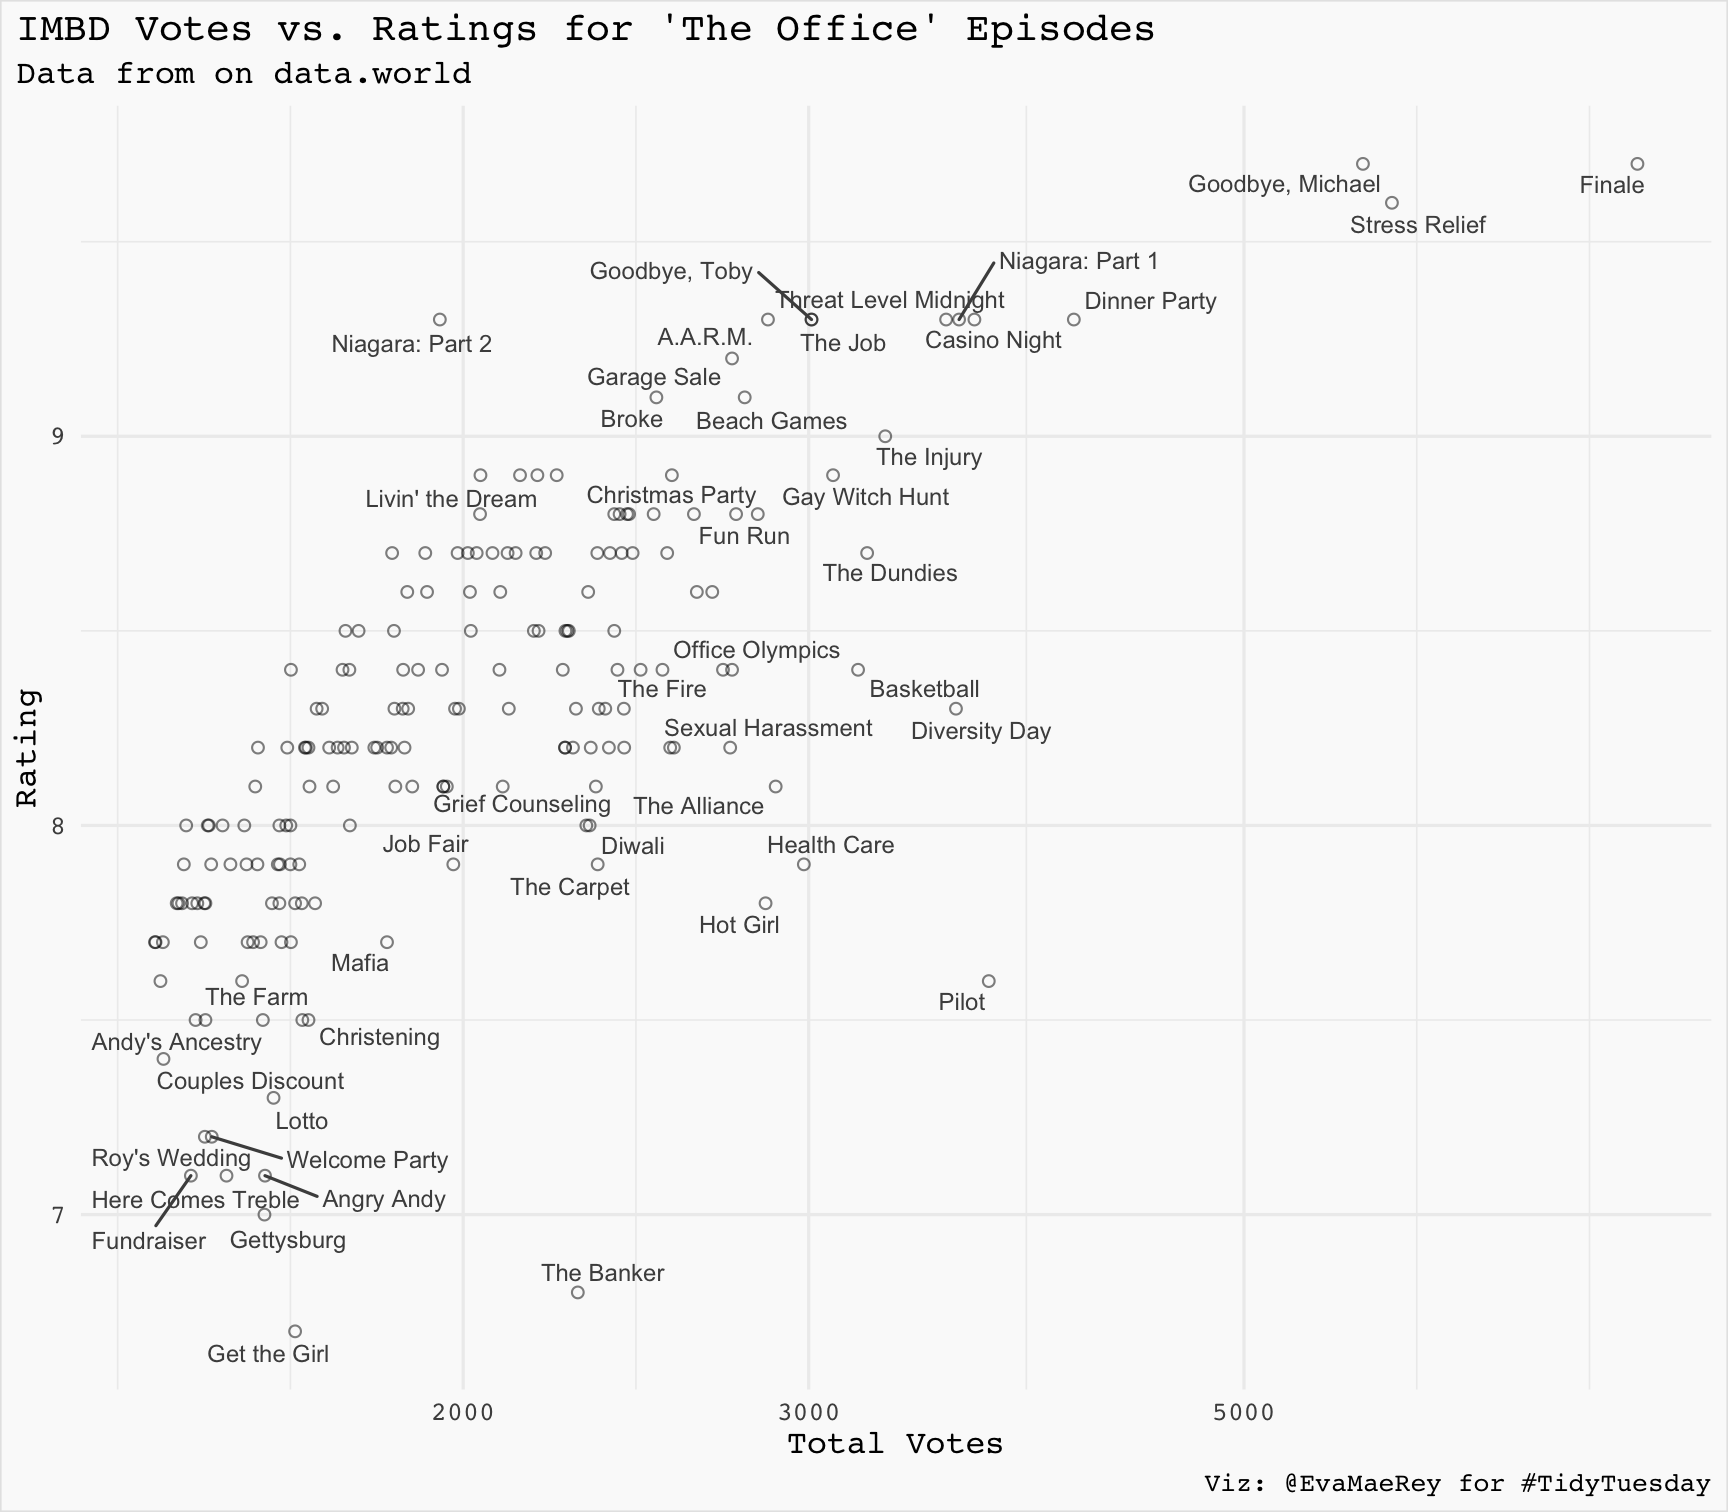 IMBD Votes vs. Ratings for 'The Office' Episodes
Data from on data.world
Goodbye, Michael
Finale
Stress Relief
Niagara: Part 1
Goodbye, Toby
Threat Level Midnight
Dinner Party
Niagara: Part 2
A.A.R.M.
The Job
Casino Night
Garage Sale
Broke
Beach Games
9
The Injury
Livin' the Dream
Christmas Party
Gay Witch Hunt
Fun Run
The Dundies
Office Olympics
The Fire
Basketball
Sexual Harassment
Diversity Day
Rating
Grief Counseling
The Alliance
8
Job Fair
Diwali
Health Care
The Carpet
Hot Girl
Mafia
The Farm
Pilot
Andy's Ancestry
Christening
Couples Discount
Lotto
Roy's Wedding
Welcome Party
Here Comes Treble
Angry Andy
7
Fundraiser
Gettysburg
The Banker
Get the Girl
2000
3000
5000
Total Votes
Viz: @EvaMaeRey for #TidyTuesday